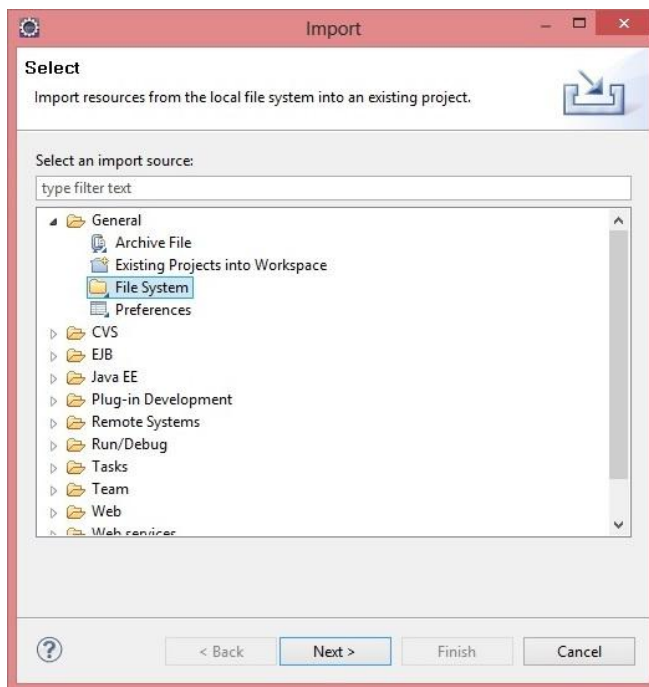 Import
Select
Import resources from the local file system into an existing project.
Select an import source:
type filter text
General
Archive File
Existing Projects into Workspace
File System
Preferences
CVS
EJB
Java EE
Plug-in Development
Remote Systems
Run/Debug
Tasks
Team
Web
Web services
< Back Next > Finish Cancel